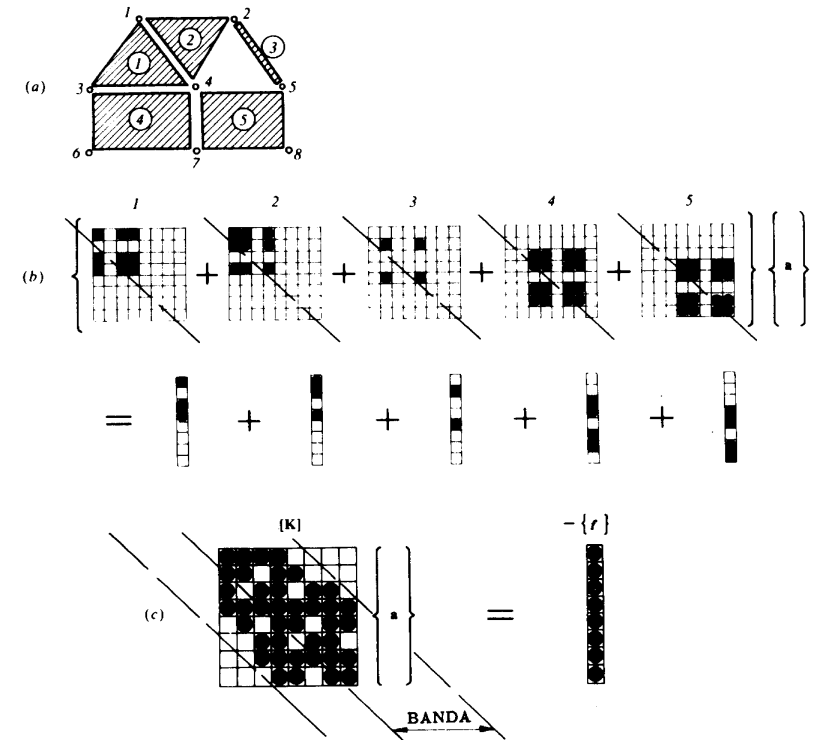 1 2
2 3
1
(a) 3 4 5
4 5
6 7 8
1 2 3 4 5
(b) { + + + + } { a }
= + + + +
[K] − {f}
(c) { a } =
BANDA